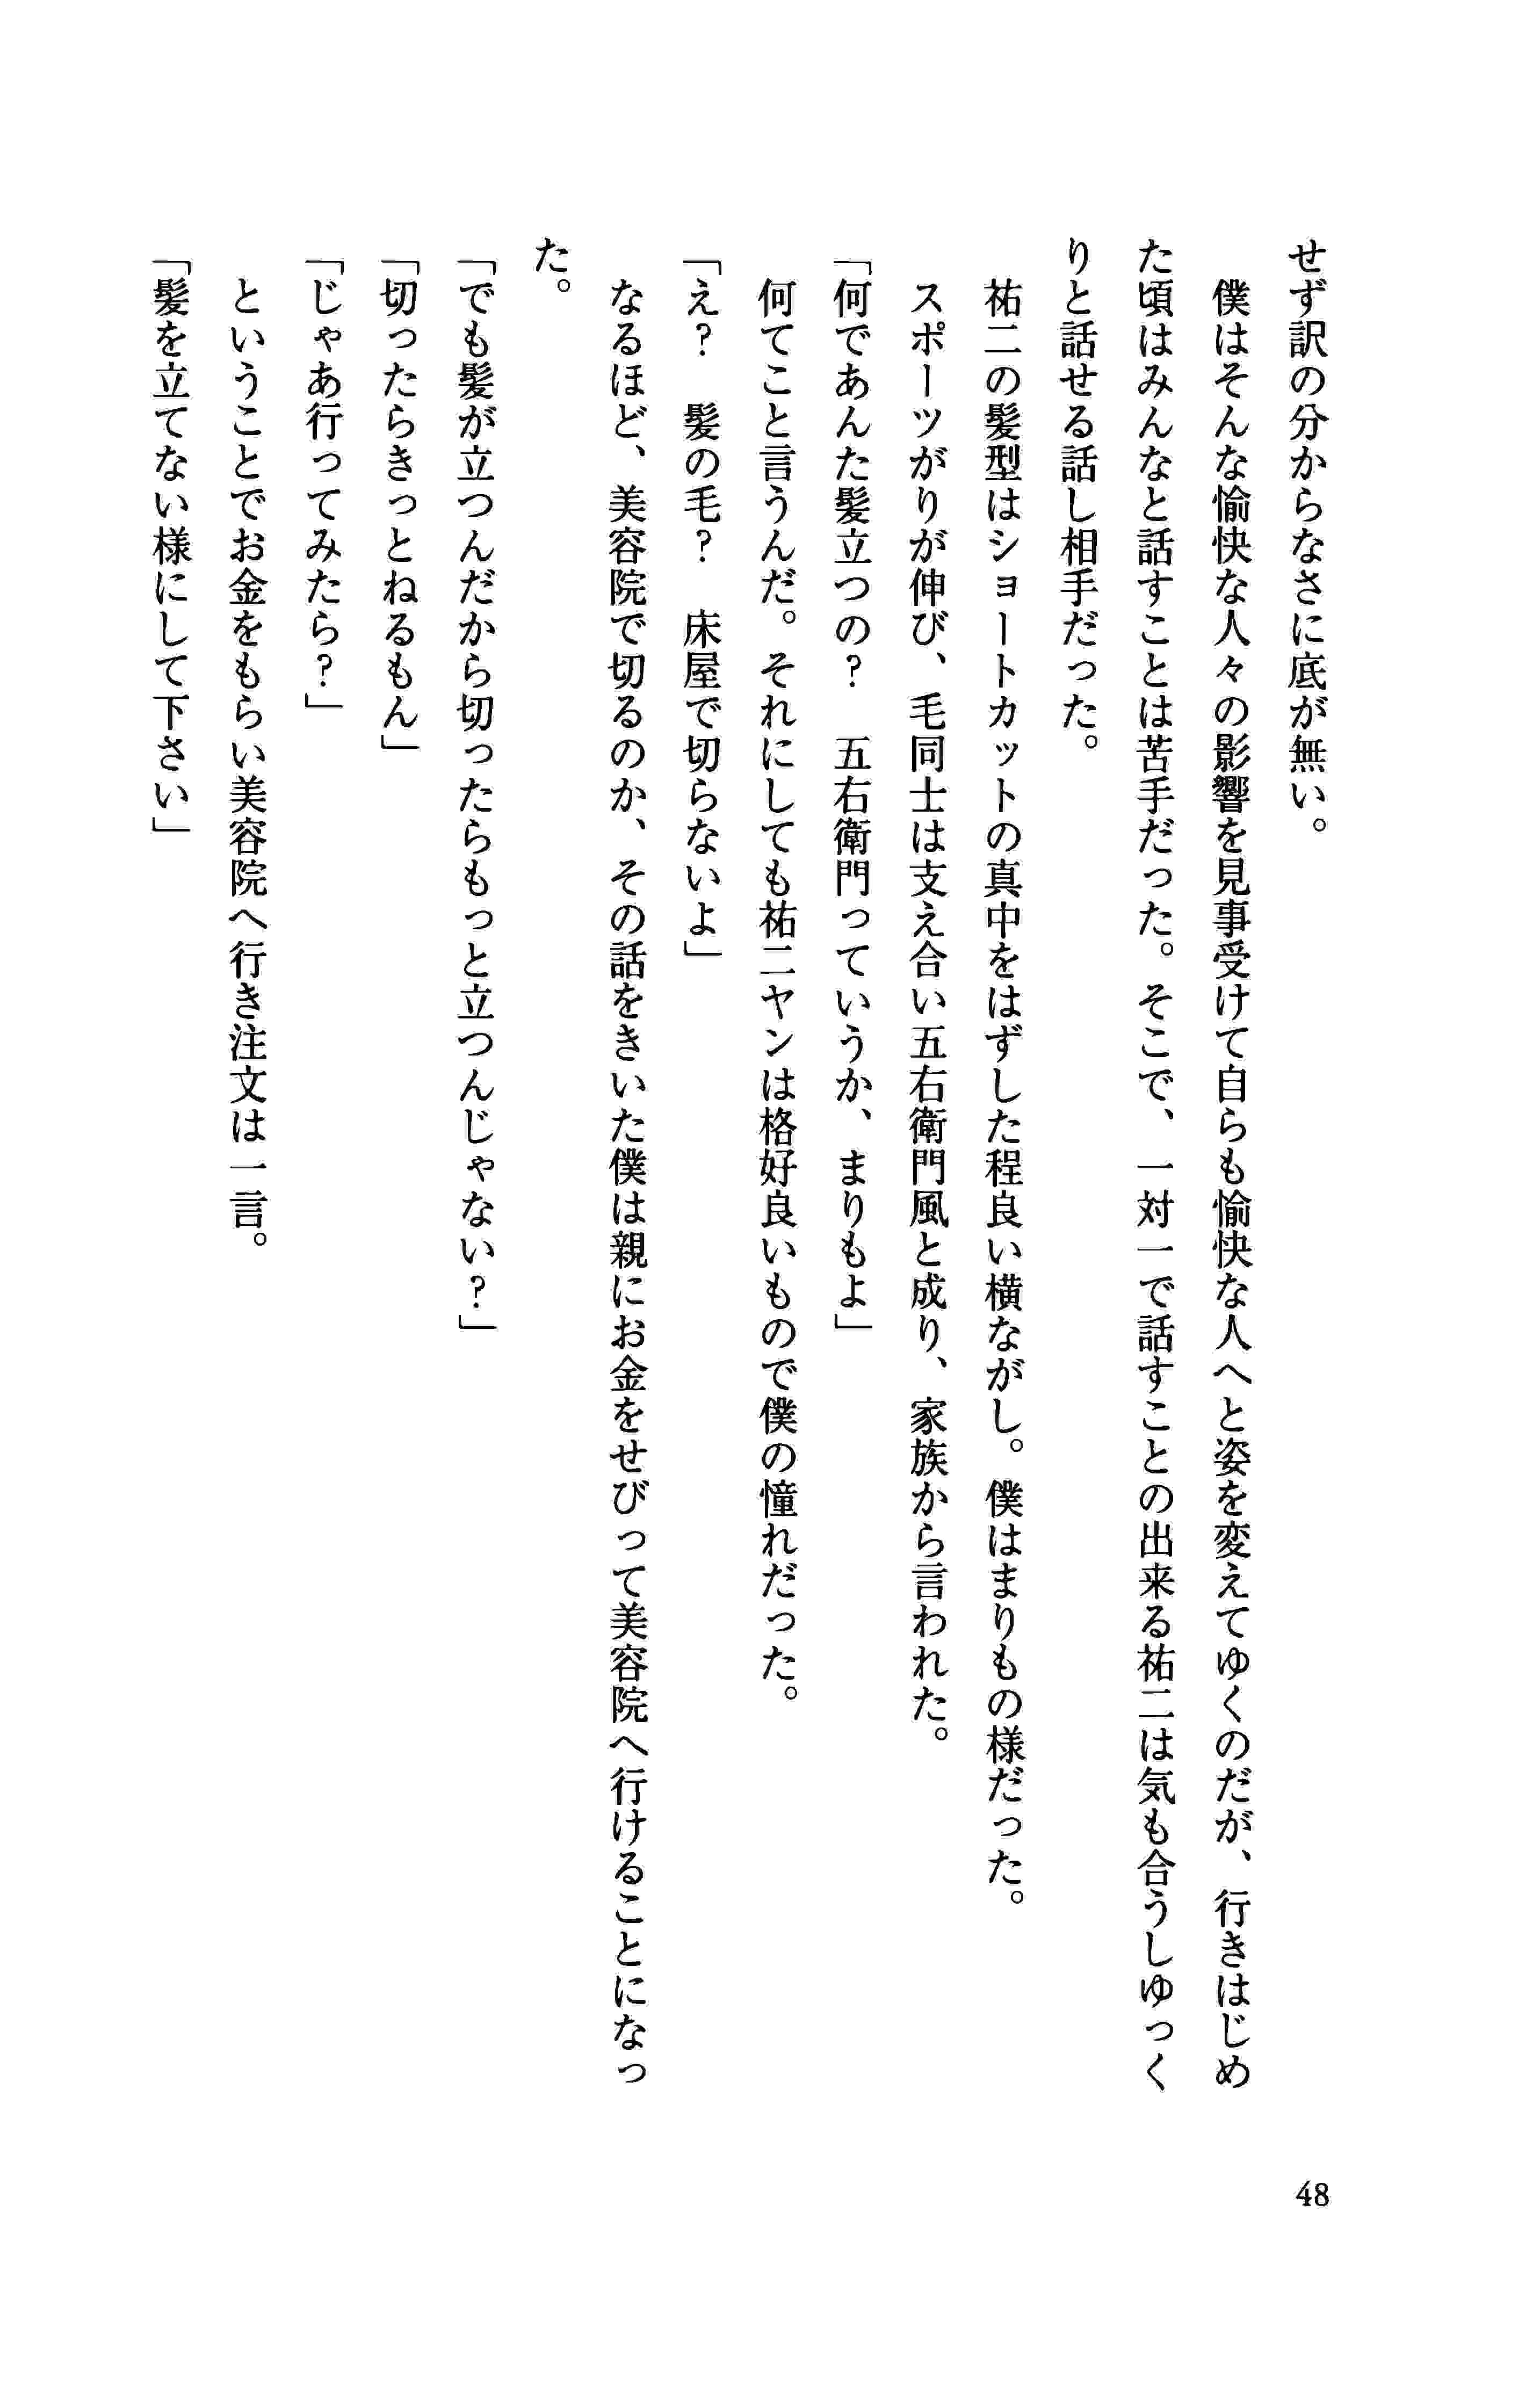 せず訳の分からなさに底が無い。
　僕はそんな愉快な人々の影響を見事受けて自らも愉快な人へと姿を変えてゆくのだが、行きはじめ
た頃はみんなと話すことは苦手だった。そこで、一対一で話すことの出来る祐二は気も合うしゆっく
りと話せる話し相手だった。
　祐二の髪型はショートカットの真中をはずした程良い横ながし。僕はまりもの様だった。
　スポーツがりが伸び、毛同士は支え合い五右衛門風と成り、家族から言われた。
「何であんた髪立つの？　五右衛門っていうか、まりもよ」
　何てこと言うんだ。それにしても祐二ヤンは格好良いもので僕の憧れだった。
「え？　髪の毛？　床屋で切らないよ」
　なるほど、美容院で切るのか、その話をきいた僕は親にお金をせびって美容院へ行けることになっ
た。
「でも髪が立つんだから切ったらもっと立つんじゃない？」
「切ったらきっとねるもん」
「じゃあ行ってみたら？」
　ということでお金をもらい美容院へ行き注文は一言。
「髪を立てない様にして下さい」
48